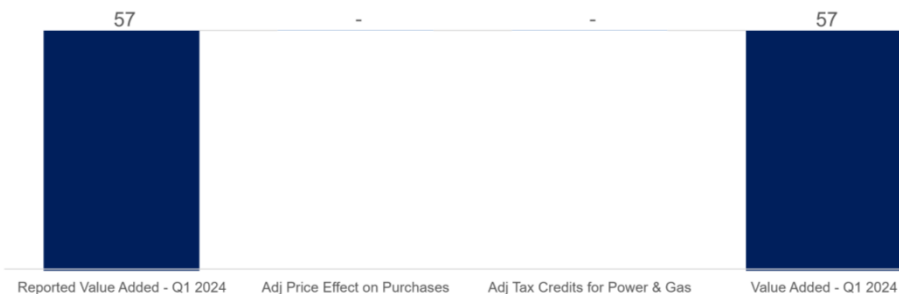 57 - - 57
Reported Value Added - Q1 2024 Adj Price Effect on Purchases Adj Tax Credits for Power & Gas Value Added - Q1 2024